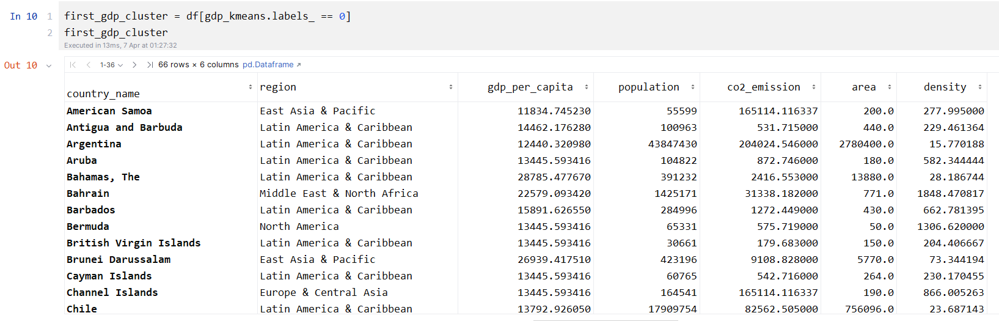 In 10 1 first_gdp_cluster = df[gdp_kmeans.labels_ == 0]
2 first_gdp_cluster
Executed in 13ms, 7 Apr at 01:27:32
Out 10 1-36 66 rows × 6 columns pd.Dataframe
country_name region gdp_per_capita population co2_emission area density
American Samoa East Asia & Pacific 11834.745230 55599 165114.116337 200.0 277.995000
Antigua and Barbuda Latin America & Caribbean 14462.176280 100963 531.715000 440.0 229.461364
Argentina Latin America & Caribbean 12440.320980 43847430 204024.546000 2780400.0 15.770188
Aruba Latin America & Caribbean 13445.593416 104822 872.746000 180.0 582.344444
Bahamas, The Latin America & Caribbean 28785.477670 391232 2416.553000 13880.0 28.186744
Bahrain Middle East & North Africa 22579.093420 1425171 31338.182000 771.0 1848.470817
Barbados Latin America & Caribbean 15891.626550 284996 1272.449000 430.0 662.781395
Bermuda North America 13445.593416 65331 575.719000 50.0 1306.620000
British Virgin Islands Latin America & Caribbean 13445.593416 30661 179.683000 150.0 204.406667
Brunei Darussalam East Asia & Pacific 26939.417510 423196 9108.828000 5770.0 73.344194
Cayman Islands Latin America & Caribbean 13445.593416 60765 542.716000 264.0 230.170455
Channel Islands Europe & Central Asia 13445.593416 164541 165114.116337 190.0 866.005263
Chile Latin America & Caribbean 13792.926050 17909754 82562.505000 756096.0 23.687143